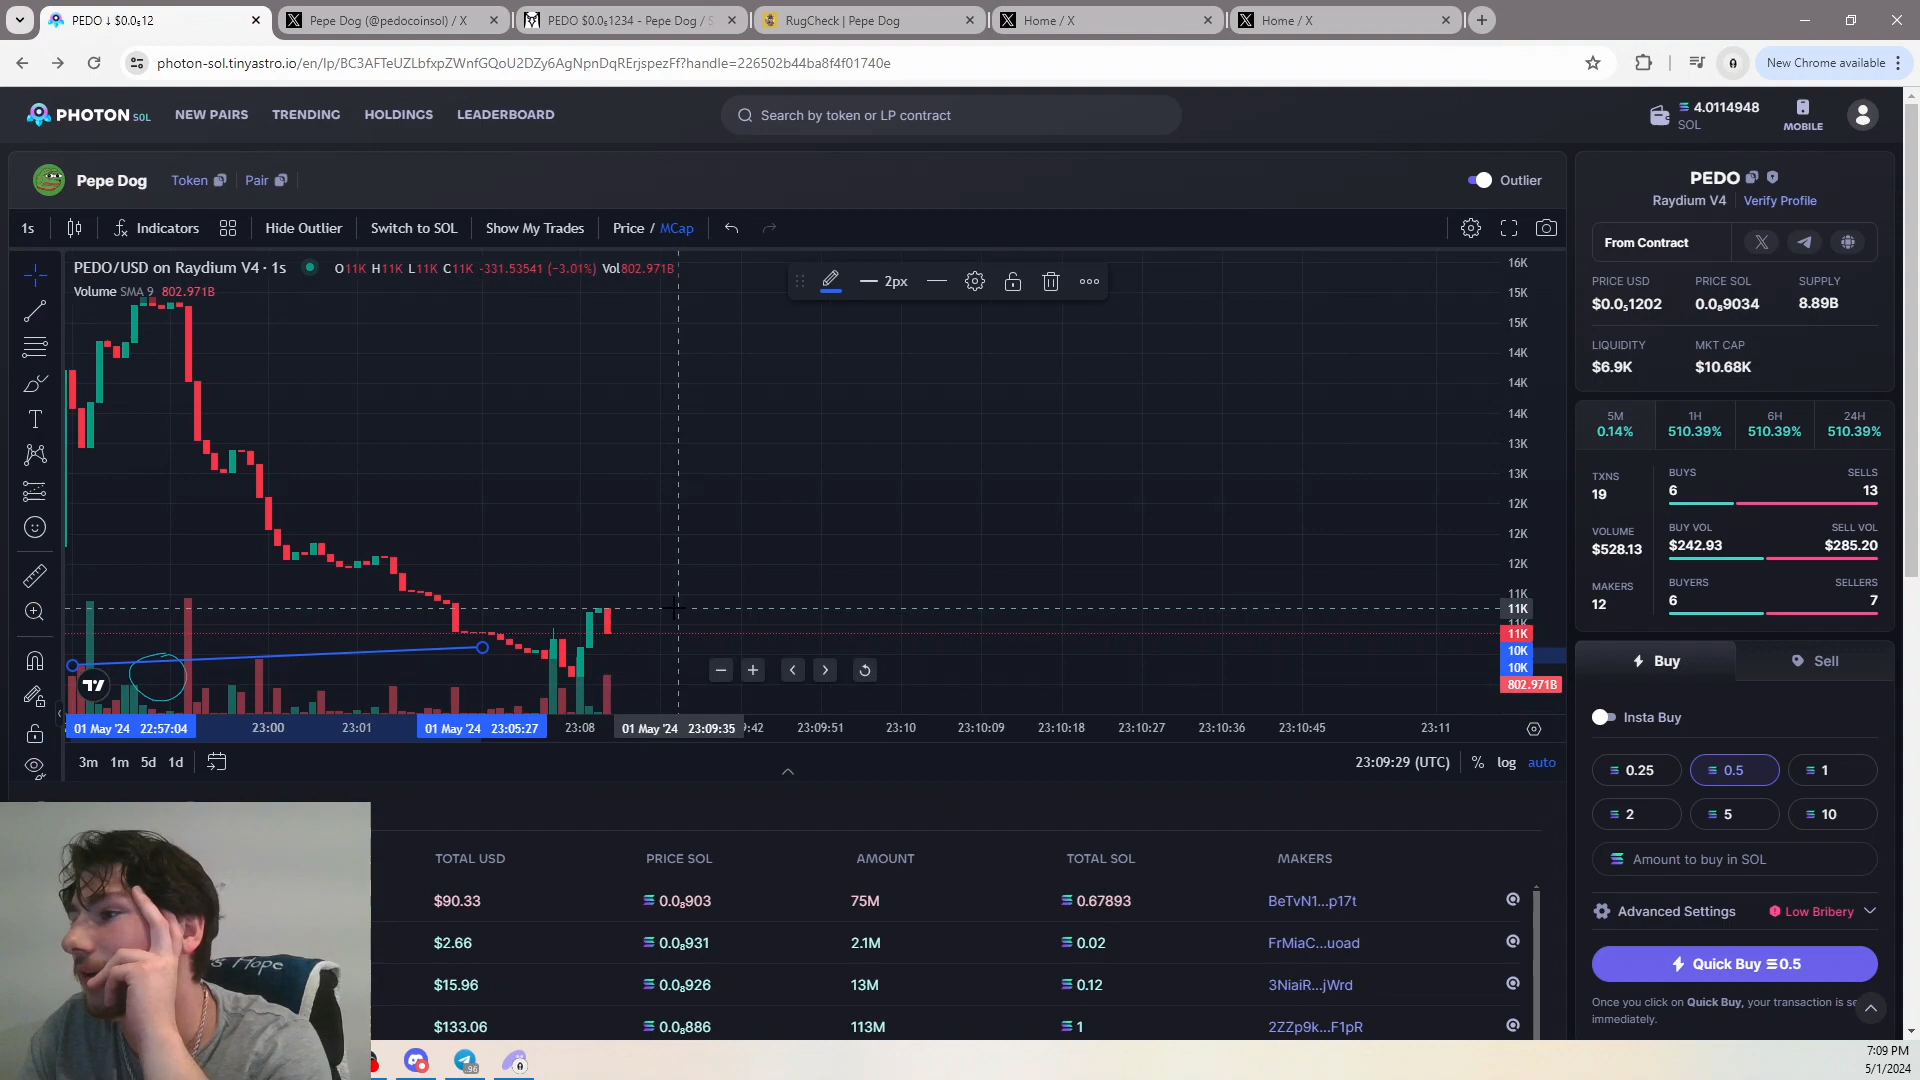 PEDO ↓ $0.0₅12
Pepe Dog (@pedocoinsol) / X
PEDO $0.0₅1234 - Pepe Dog / S
RugCheck | Pepe Dog
Home / X
Home / X
photon-sol.tinyastro.io/en/lp/BC3AFTeUZLbfxpZWnfGQoU2DZy6AgNpnDqRErjspezFf?handle=226502b44ba8f4f01740e
New Chrome available
PHOTON SOL
NEW PAIRS
TRENDING
HOLDINGS
LEADERBOARD
Search by token or LP contract
4.0114948
SOL
MOBILE
Pepe Dog
Token
Pair
Outlier
1s
Indicators
Hide Outlier
Switch to SOL
Show My Trades
Price / MCap
PEDO/USD on Raydium V4 · 1s
O11K H11K L11K C11K -331.53541 (−3.01%) Vol802.971B
Volume SMA 9 802.971B
2px
16K
15K
15K
14K
14K
14K
13K
13K
12K
12K
12K
11K
11K
11K
11K
10K
10K
802.971B
01 May '24 22:57:04
23:00
23:01
01 May '24 23:05:27
23:08
01 May '24 23:09:35
:42
23:09:51
23:10
23:10:09
23:10:18
23:10:27
23:10:36
23:10:45
23:11
3m
1m
5d
1d
23:09:29 (UTC)
%
log
auto
TOTAL USD
PRICE SOL
AMOUNT
TOTAL SOL
MAKERS
$90.33
0.0₈903
75M
0.67893
BeTvN1...p17t
$2.66
0.0₈931
2.1M
0.02
FrMiaC...uoad
$15.96
0.0₈926
13M
0.12
3NiaiR...jWrd
$133.06
0.0₈886
113M
1
2ZZp9k...F1pR
PEDO
Raydium V4
Verify Profile
From Contract
PRICE USD
$0.0₅1202
PRICE SOL
0.0₈9034
SUPPLY
8.89B
LIQUIDITY
$6.9K
MKT CAP
$10.68K
5M
0.14%
1H
510.39%
6H
510.39%
24H
510.39%
TXNS
19
BUYS
6
SELLS
13
VOLUME
$528.13
BUY VOL
$242.93
SELL VOL
$285.20
MAKERS
12
BUYERS
6
SELLERS
7
Buy
Sell
Insta Buy
0.25
0.5
1
2
5
10
Amount to buy in SOL
Advanced Settings
Low Bribery
Quick Buy 0.5
Once you click on Quick Buy, your transaction is se
immediately.
s Hope
96
7:09 PM
5/1/2024